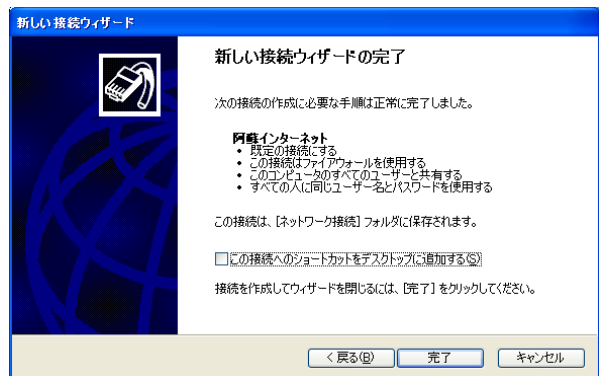 新しい接続ウィザード
新しい接続ウィザードの完了
次の接続の作成に必要な手順は正常に完了しました。
阿蘇インターネット
• 既定の接続にする
• この接続はファイアウォールを使用する
• このコンピュータのすべてのユーザーと共有する
• すべての人に同じユーザー名とパスワードを使用する
この接続は、[ネットワーク接続] フォルダに保存されます。
この接続へのショートカットをデスクトップに追加する(S)
接続を作成してウィザードを閉じるには、[完了] をクリックしてください。
< 戻る(B) 完了 キャンセル